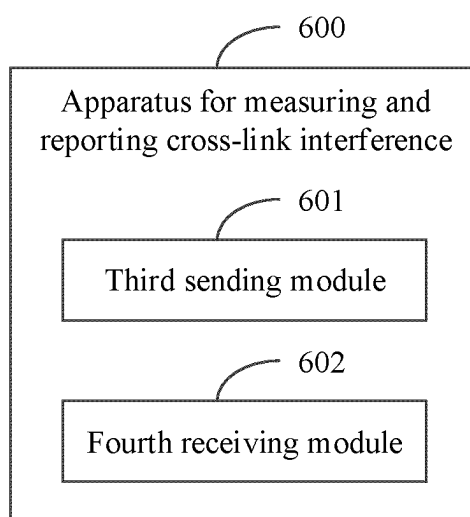 600
Apparatus for measuring and
reporting cross-link interference
601
Third sending module
602
Fourth receiving module